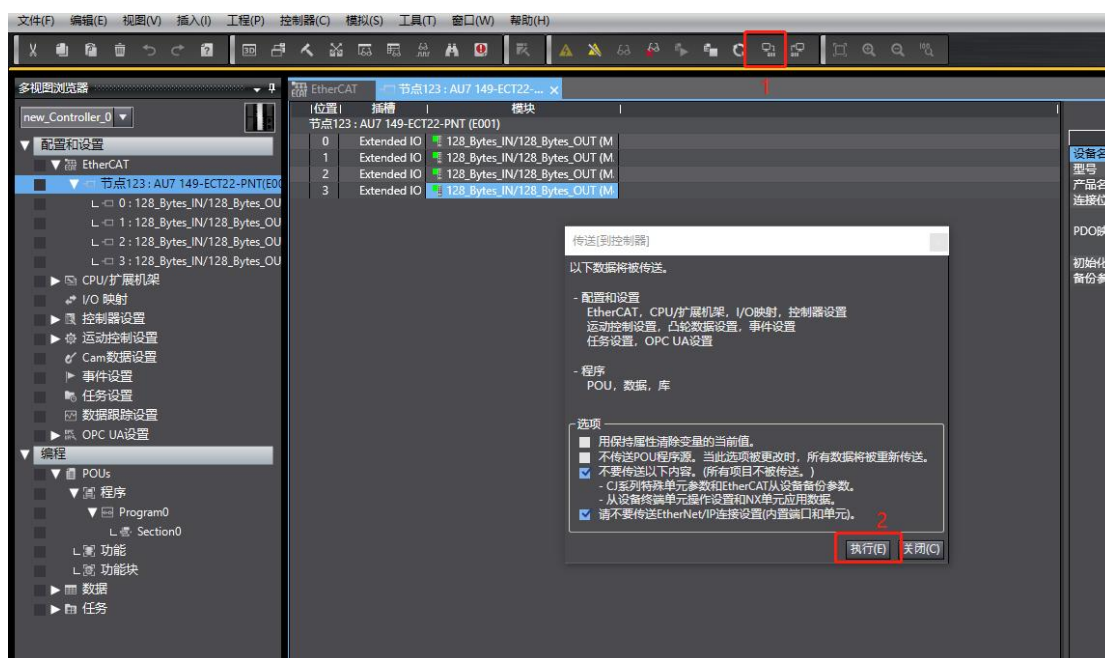 文件(F) 编辑(E) 视图(V) 插入(I) 工程(P) 控制器(C) 模拟(S) 工具(T) 窗口(W) 帮助(H)
1
多视图浏览器
new_Controller_0
配置和设置
EtherCAT
节点123 : AU7 149-ECT22-PNT(E00
0 : 128_Bytes_IN/128_Bytes_OU
1 : 128_Bytes_IN/128_Bytes_OU
2 : 128_Bytes_IN/128_Bytes_OU
3 : 128_Bytes_IN/128_Bytes_OU
CPU/扩展机架
I/O 映射
控制器设置
运动控制设置
Cam数据设置
事件设置
任务设置
数据跟踪设置
OPC UA设置
编程
POUs
程序
Program0
Section0
功能
功能块
数据
任务
EtherCAT 节点123 : AU7 149-ECT22-... x
位置 插槽 模块
节点123 : AU7 149-ECT22-PNT (E001)
0 Extended IO 128_Bytes_IN/128_Bytes_OUT (M
1 Extended IO 128_Bytes_IN/128_Bytes_OUT (M
2 Extended IO 128_Bytes_IN/128_Bytes_OUT (M
3 Extended IO 128_Bytes_IN/128_Bytes_OUT (M
传送[到控制器]
以下数据将被传送。
- 配置和设置
EtherCAT，CPU/扩展机架，I/O映射，控制器设置
运动控制设置，凸轮数据设置，事件设置
任务设置，OPC UA设置
- 程序
POU，数据，库
选项
用保持属性清除变量的当前值。
不传送POU程序源。当此选项被更改时，所有数据将被重新传送。
不要传送以下内容。(所有项目不被传送。)
- CJ系列特殊单元参数和EtherCAT从设备备份参数。
- 从设备终端单元操作设置和NX单元应用数据。
请不要传送EtherNet/IP连接设置(内置端口和单元)。
2
执行(E) 关闭(C)
设备名
型号
产品名
连接位
PDO映
初始化
备份参